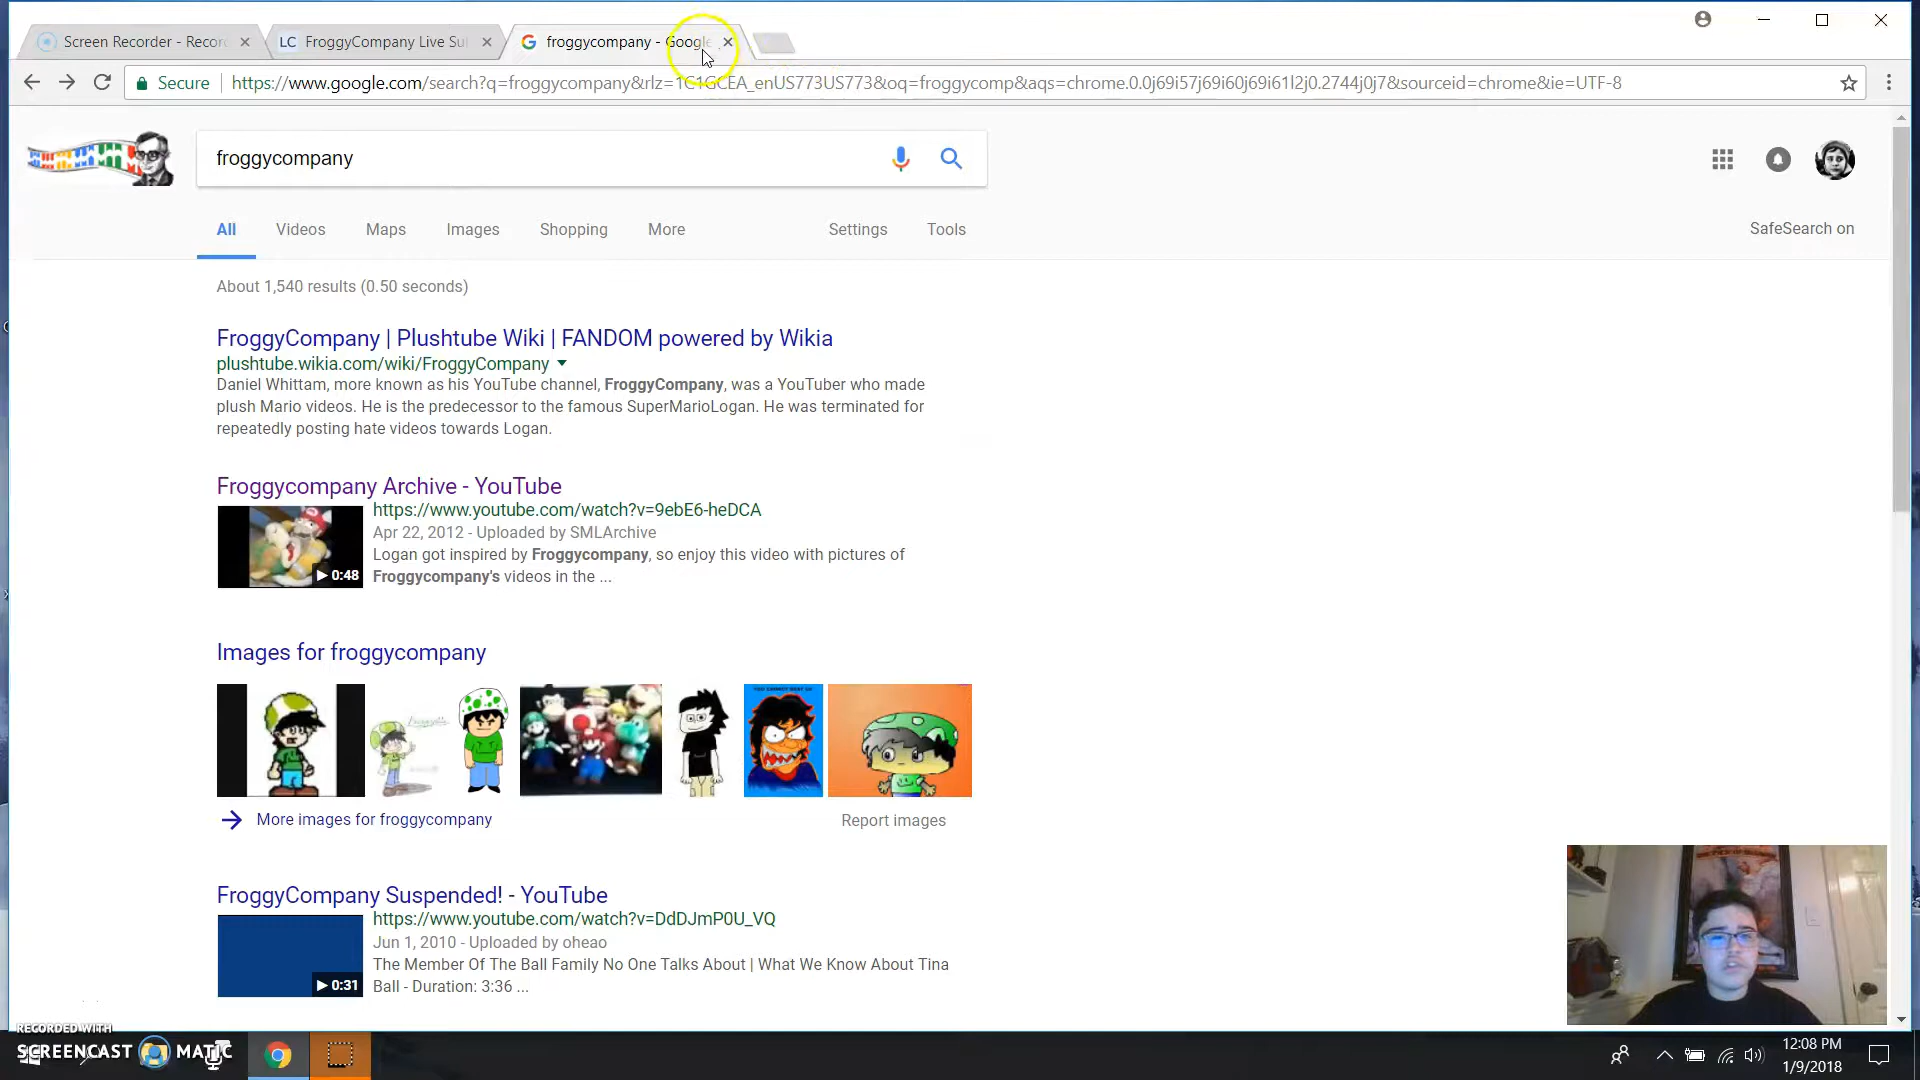 Screen Recorder - Recor
LC FroggyCompany Live Su
froggycompany - Google
Secure https://www.google.com/search?q=froggycompany&rlz=1C1GCEA_enUS773US773&oq=froggycomp&aqs=chrome.0.0j69i57j69i60j69i61l2j0.2744j0j7&sourceid=chrome&ie=UTF-8
froggycompany
All Videos Maps Images Shopping More Settings Tools SafeSearch on
About 1,540 results (0.50 seconds)
FroggyCompany | Plushtube Wiki | FANDOM powered by Wikia
plushtube.wikia.com/wiki/FroggyCompany
Daniel Whittam, more known as his YouTube channel, FroggyCompany, was a YouTuber who made
plush Mario videos. He is the predecessor to the famous SuperMarioLogan. He was terminated for
repeatedly posting hate videos towards Logan.
Froggycompany Archive - YouTube
https://www.youtube.com/watch?v=9ebE6-heDCA
Apr 22, 2012 - Uploaded by SMLArchive
Logan got inspired by Froggycompany, so enjoy this video with pictures of
Froggycompany's videos in the ...
0:48
Images for froggycompany
More images for froggycompany
Report images
FroggyCompany Suspended! - YouTube
https://www.youtube.com/watch?v=DdDJmP0U_VQ
Jun 1, 2010 - Uploaded by oheao
The Member Of The Ball Family No One Talks About | What We Know About Tina
Ball - Duration: 3:36 ...
0:31
RECORDED WITH
SCREENCAST MATIC
12:08 PM
1/9/2018